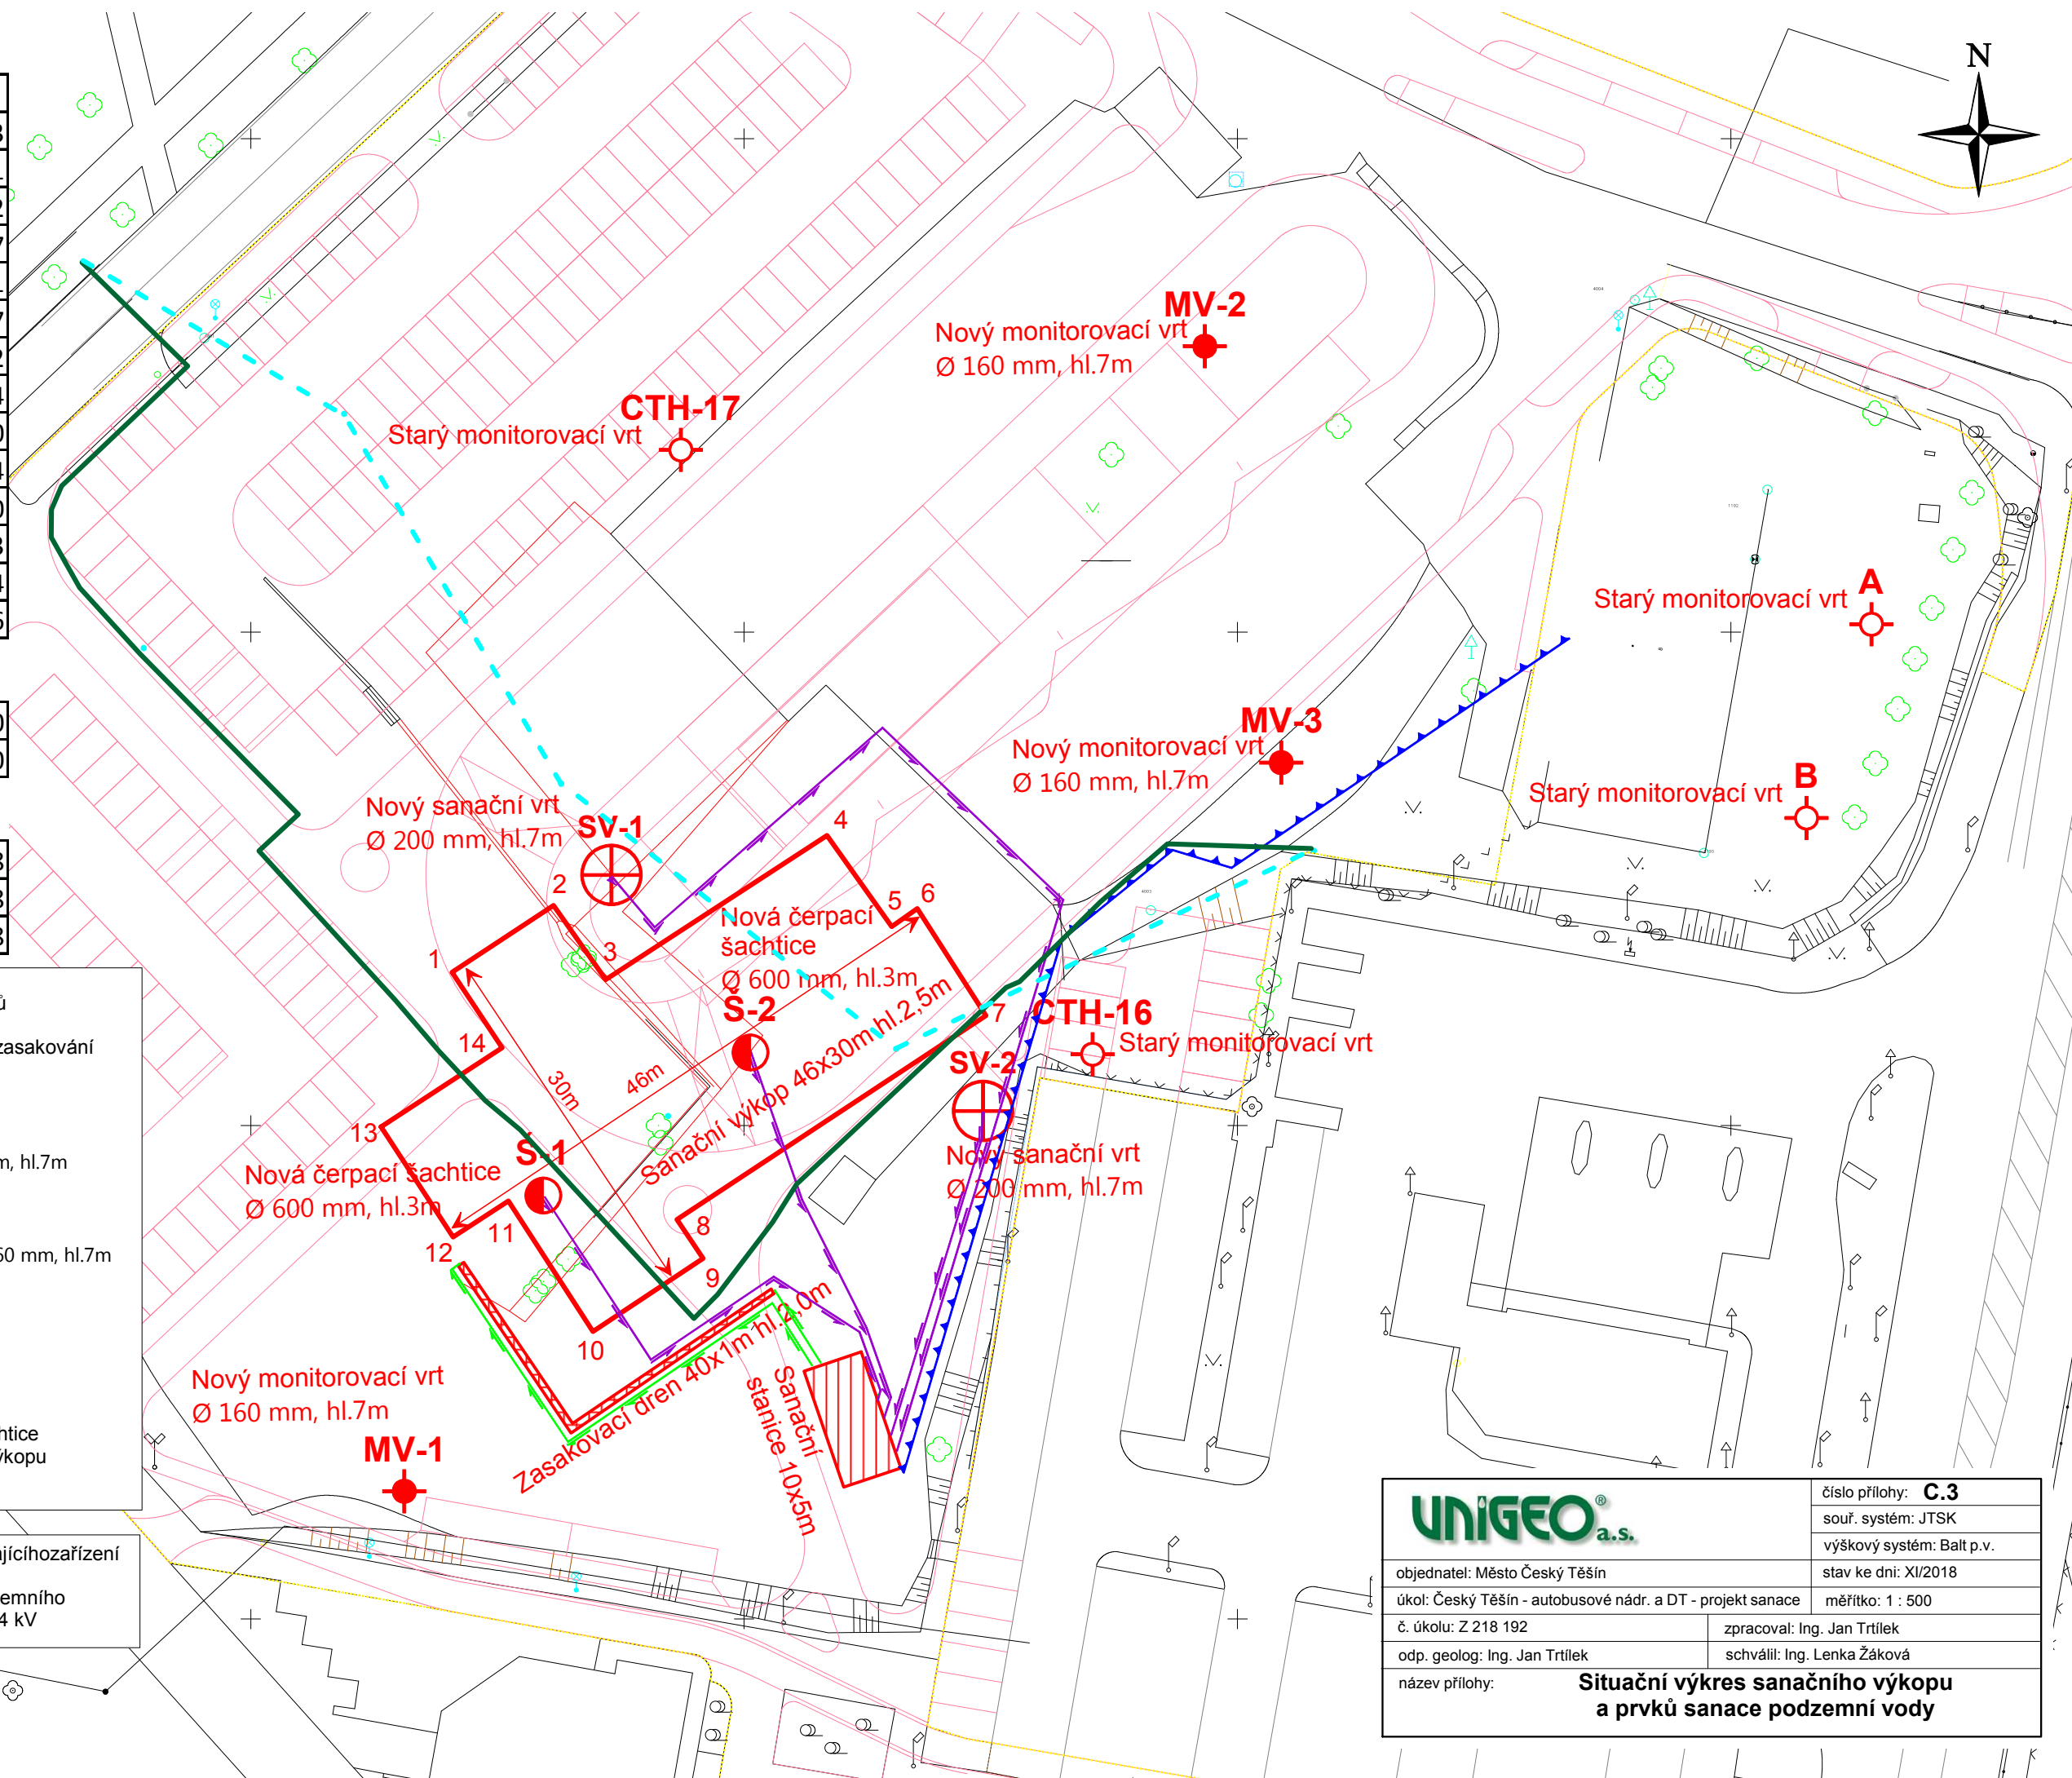 N
MV-2
Nový monitorovací vrt
Ø 160 mm, hl.7m
CTH-17
Starý monitorovací vrt
A
Starý monitorovací vrt
MV-3
Nový monitorovací vrt
Ø 160 mm, hl.7m
B
Starý monitorovací vrt
Nový sanační vrt
Ø 200 mm, hl.7m
SV-1
4
2
5
6
Nová čerpací
šachtice
Ø 600 mm, hl.3m
1
3
Š-2
7
CTH-16
Starý monitorovací vrt
14
SV-2
30m
46m
Sanační výkop 46x30m hl.2,5m
13
Š-1
Nová čerpací šachtice
Ø 600 mm, hl.3m
Nový sanační vrt
Ø 200 mm, hl.7m
11
12
8
9
10
Zasakovací dren 40x1m hl.2,0m
Sanační
stanice 10x5m
Nový monitorovací vrt
Ø 160 mm, hl.7m
MV-1
zasakování
m, hl.7m
60 mm, hl.7m
htice
ýkopu
jícíhozařízení
emního
4 kV
UNIGEO® a.s.
číslo přílohy: C.3
souř. systém: JTSK
výškový systém: Balt p.v.
objednatel: Město Český Těšín
stav ke dni: XI/2018
úkol: Český Těšín - autobusové nádr. a DT - projekt sanace
měřítko: 1 : 500
č. úkolu: Z 218 192
zpracoval: Ing. Jan Trtílek
odp. geolog: Ing. Jan Trtílek
schválil: Ing. Lenka Žáková
název přílohy:
Situační výkres sanačního výkopu
a prvků sanace podzemní vody